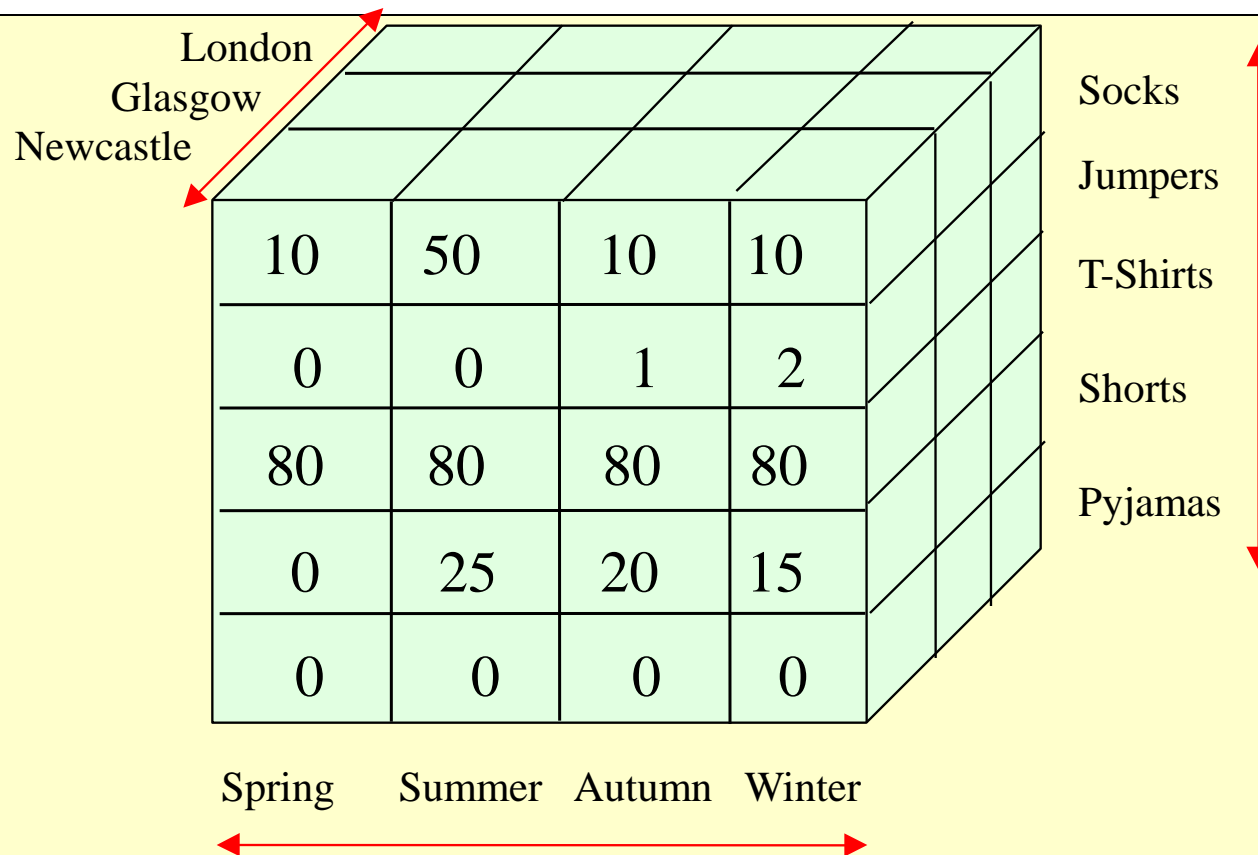 London
Glasgow
Newcastle
Socks
Jumpers
T-Shirts
Shorts
Pyjamas
10 50 10 10
0 0 1 2
80 80 80 80
0 25 20 15
0 0 0 0
Spring Summer Autumn Winter